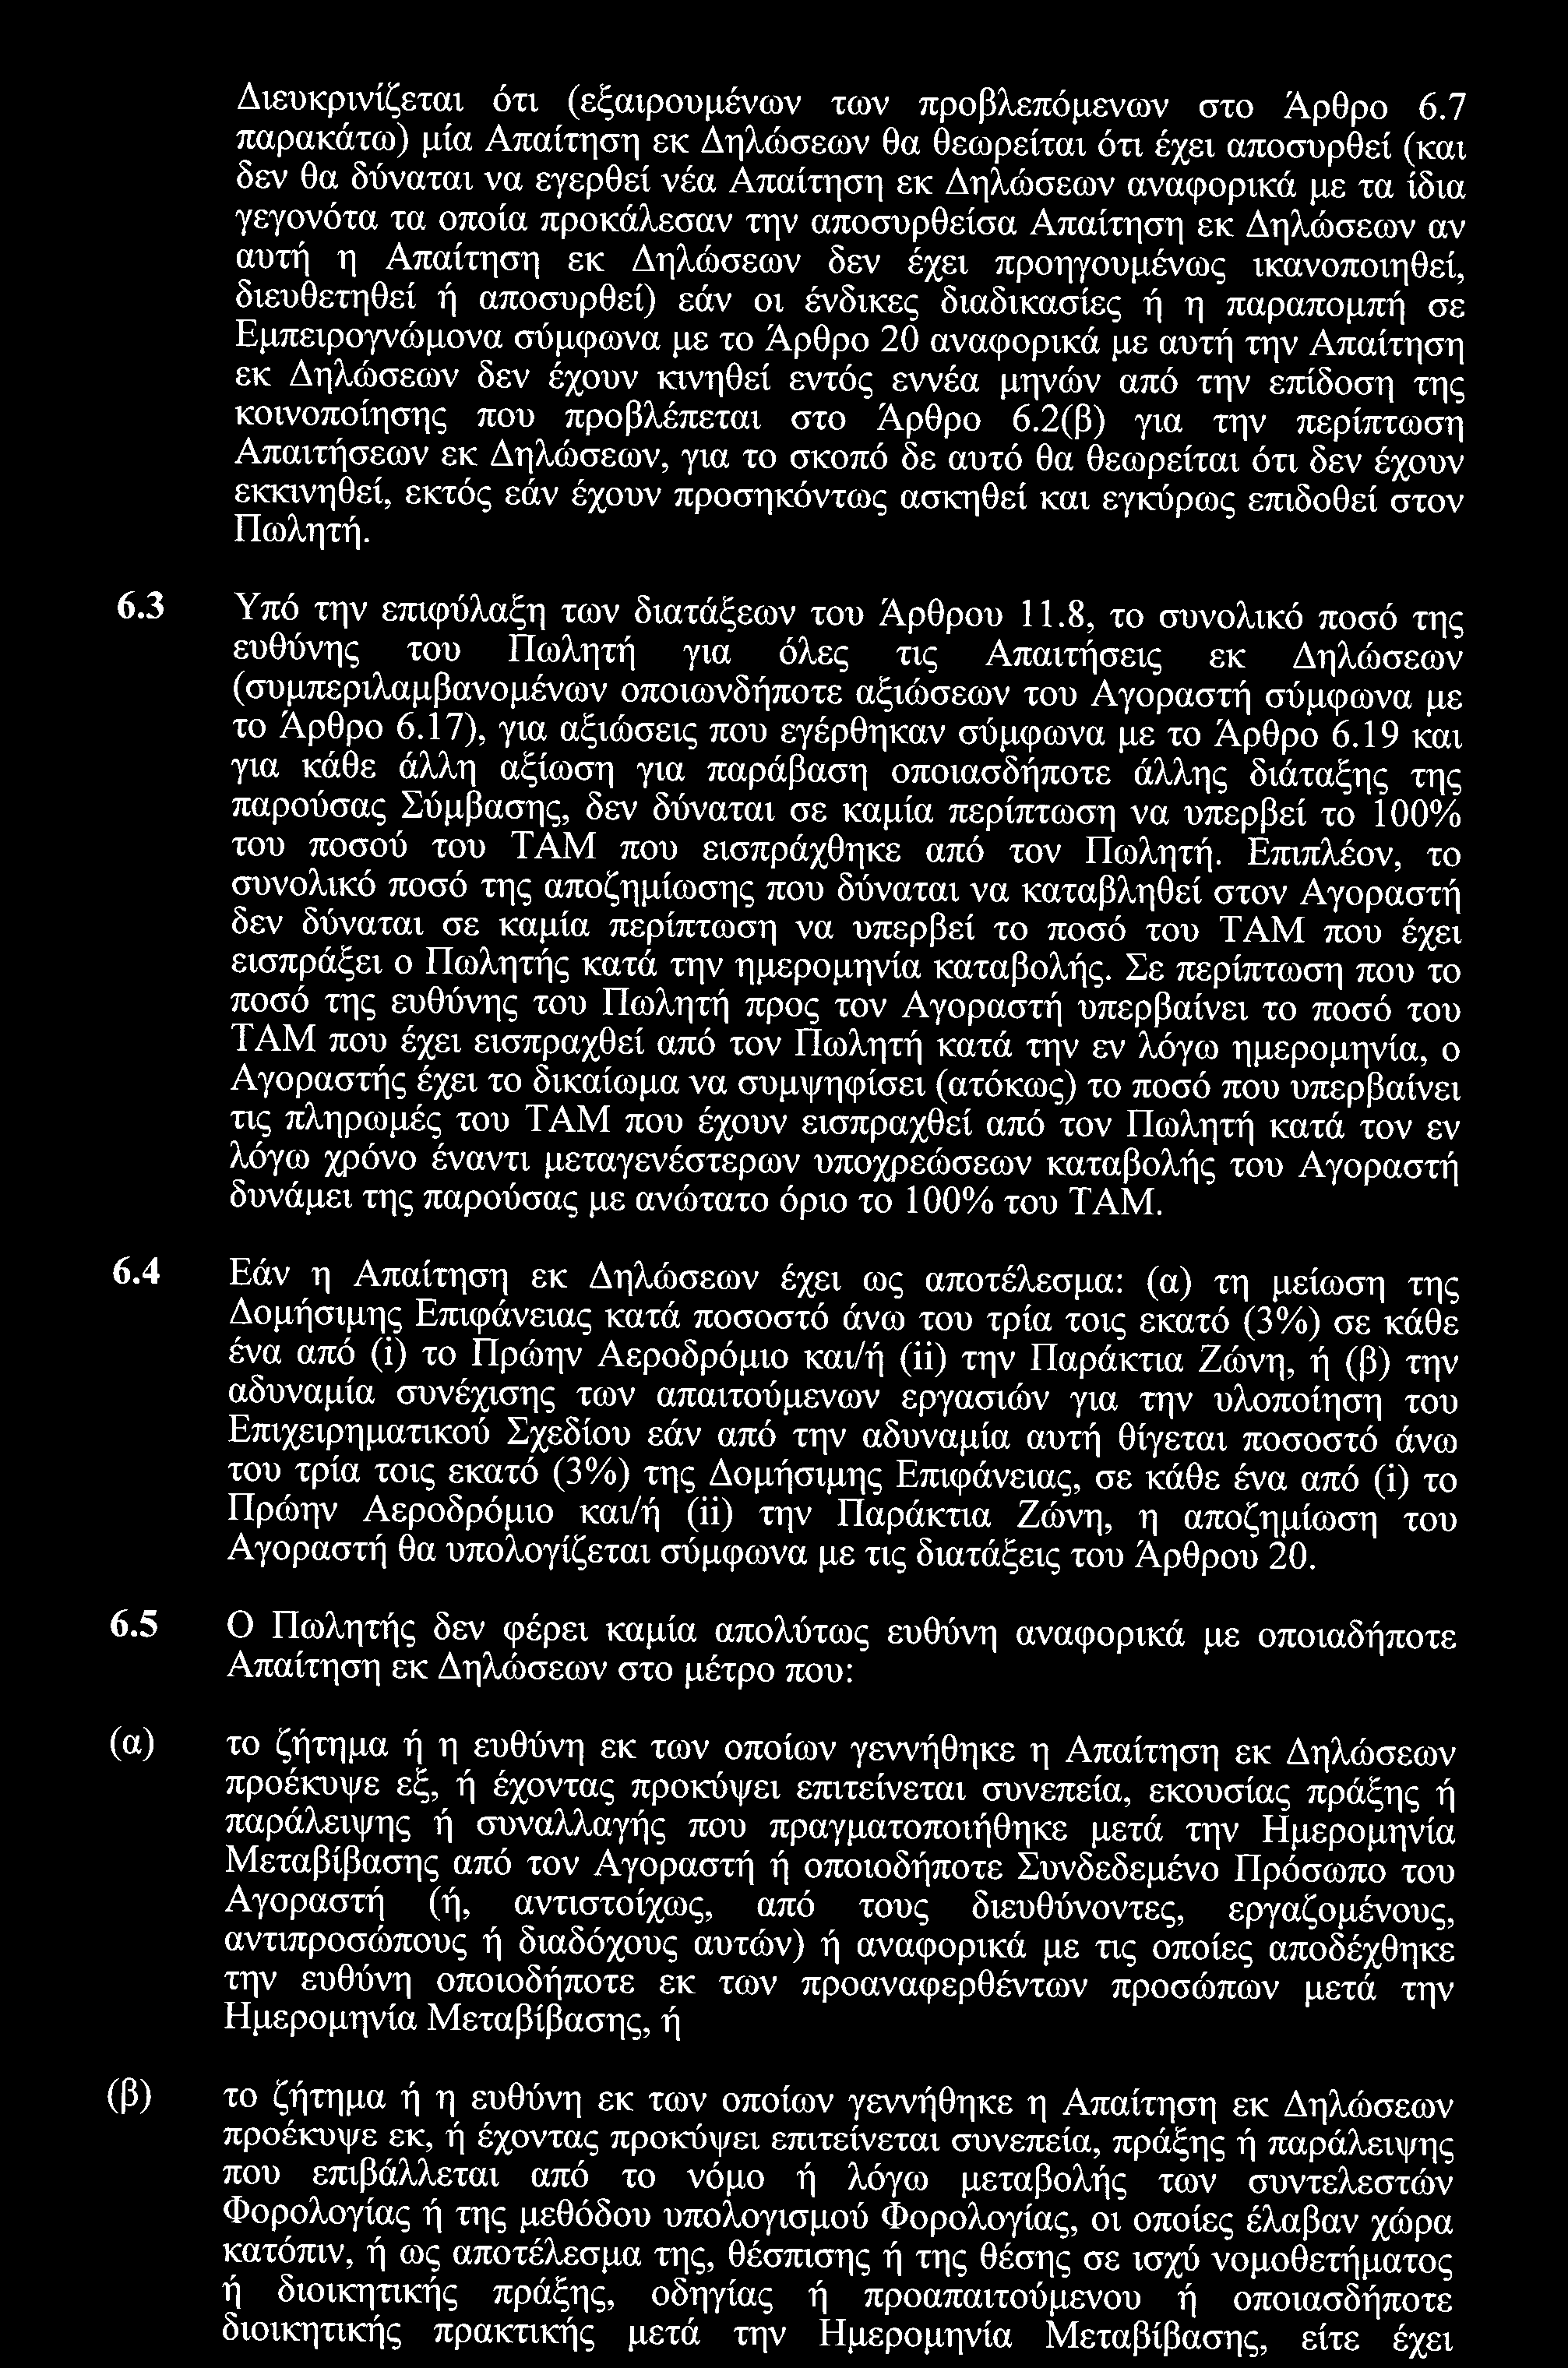 Διευκρινίζεται ότι (εξαιρουμένων των προβλεπόμενων στο Άρθρο 6.7
παρακάτω) μία Απαίτηση εκ Δηλώσεων θα θεωρείται ότι έχει αποσυρθεί (και
δεν θα δύναται να εγερθεί νέα Απαίτηση εκ Δηλώσεων αναφορικά με τα ίδια
γεγονότα τα οποία προκάλεσαν την αποσυρθείσα Απαίτηση εκ Δηλώσεων αν
αυτή η Απαίτηση εκ Δηλώσεων δεν έχει προηγουμένως ικανοποιηθεί,
διευθετηθεί ή αποσυρθεί) εάν οι ένδικες διαδικασίες ή η παραπομπή σε
Εμπειρογνώμονα σύμφωνα με το Άρθρο 20 αναφορικά με αυτή την Απαίτηση
εκ Δηλώσεων δεν έχουν κινηθεί εντός εννέα μηνών από την επίδοση της
κοινοποίησης που προβλέπεται στο Άρθρο 6.2(β) για την περίπτωση
Απαιτήσεων εκ Δηλώσεων, για το σκοπό δε αυτό θα θεωρείται ότι δεν έχουν
εκκινηθεί, εκτός εάν έχουν προσηκόντως ασκηθεί και εγκύρως επιδοθεί στον
Πωλητή.
6.3 Υπό την επιφύλαξη των διατάξεων του Άρθρου 11.8, το συνολικό ποσό της
ευθύνης του Πωλητή για όλες τις Απαιτήσεις εκ Δηλώσεων
(συμπεριλαμβανομένων οποιωνδήποτε αξιώσεων του Αγοραστή σύμφωνα με
το Άρθρο 6.17), για αξιώσεις που εγέρθηκαν σύμφωνα με το Άρθρο 6.19 και
για κάθε άλλη αξίωση για παράβαση οποιασδήποτε άλλης διάταξης της
παρούσας Σύμβασης, δεν δύναται σε καμία περίπτωση να υπερβεί το 100%
του ποσού του ΤΑΜ που εισπράχθηκε από τον Πωλητή. Επιπλέον, το
συνολικό ποσό της αποζημίωσης που δύναται να καταβληθεί στον Αγοραστή
δεν δύναται σε καμία περίπτωση να υπερβεί το ποσό του ΤΑΜ που έχει
εισπράξει ο Πωλητής κατά την ημερομηνία καταβολής. Σε περίπτωση που το
ποσό της ευθύνης του Πωλητή προς τον Αγοραστή υπερβαίνει το ποσό του
ΤΑΜ που έχει εισπραχθεί από τον Πωλητή κατά την εν λόγω ημερομηνία, ο
Αγοραστής έχει το δικαίωμα να συμψηφίσει (ατόκως) το ποσό που υπερβαίνει
τις πληρωμές του ΤΑΜ που έχουν εισπραχθεί από τον Πωλητή κατά τον εν
λόγω χρόνο έναντι μεταγενέστερων υποχρεώσεων καταβολής του Αγοραστή
δυνάμει της παρούσας με ανώτατο όριο το 100% του ΤΑΜ.
6.4 Εάν η Απαίτηση εκ Δηλώσεων έχει ως αποτέλεσμα: (α) τη μείωση της
Δομήσιμης Επιφάνειας κατά ποσοστό άνω του τρία τοις εκατό (3%) σε κάθε
ένα από (i) το Πρώην Αεροδρόμιο και/ή (ii) την Παράκτια Ζώνη, ή (β) την
αδυναμία συνέχισης των απαιτούμενων εργασιών για την υλοποίηση του
Επιχειρηματικού Σχεδίου εάν από την αδυναμία αυτή θίγεται ποσοστό άνω
του τρία τοις εκατό (3%) της Δομήσιμης Επιφάνειας, σε κάθε ένα από (i) το
Πρώην Αεροδρόμιο και/ή (ii) την Παράκτια Ζώνη, η αποζημίωση του
Αγοραστή θα υπολογίζεται σύμφωνα με τις διατάξεις του Άρθρου 20.
6.5 Ο Πωλητής δεν φέρει καμία απολύτως ευθύνη αναφορικά με οποιαδήποτε
Απαίτηση εκ Δηλώσεων στο μέτρο που:
(α) το ζήτημα ή η ευθύνη εκ των οποίων γεννήθηκε η Απαίτηση εκ Δηλώσεων
προέκυψε εξ, ή έχοντας προκύψει επιτείνεται συνεπεία, εκουσίας πράξης ή
παράλειψης ή συναλλαγής που πραγματοποιήθηκε μετά την Ημερομηνία
Μεταβίβασης από τον Αγοραστή ή οποιοδήποτε Συνδεδεμένο Πρόσωπο του
Αγοραστή (ή, αντιστοίχως, από τους διευθύνοντες, εργαζομένους,
αντιπροσώπους ή διαδόχους αυτών) ή αναφορικά με τις οποίες αποδέχθηκε
την ευθύνη οποιοδήποτε εκ των προαναφερθέντων προσώπων μετά την
Ημερομηνία Μεταβίβασης, ή
(β) το ζήτημα ή η ευθύνη εκ των οποίων γεννήθηκε η Απαίτηση εκ Δηλώσεων
προέκυψε εκ, ή έχοντας προκύψει επιτείνεται συνεπεία, πράξης ή παράλειψης
που επιβάλλεται από το νόμο ή λόγω μεταβολής των συντελεστών
Φορολογίας ή της μεθόδου υπολογισμού Φορολογίας, οι οποίες έλαβαν χώρα
κατόπιν, ή ως αποτέλεσμα της, θέσπισης ή της θέσης σε ισχύ νομοθετήματος
ή διοικητικής πράξης, οδηγίας ή προαπαιτούμενου ή οποιασδήποτε
διοικητικής πρακτικής μετά την Ημερομηνία Μεταβίβασης, είτε έχει